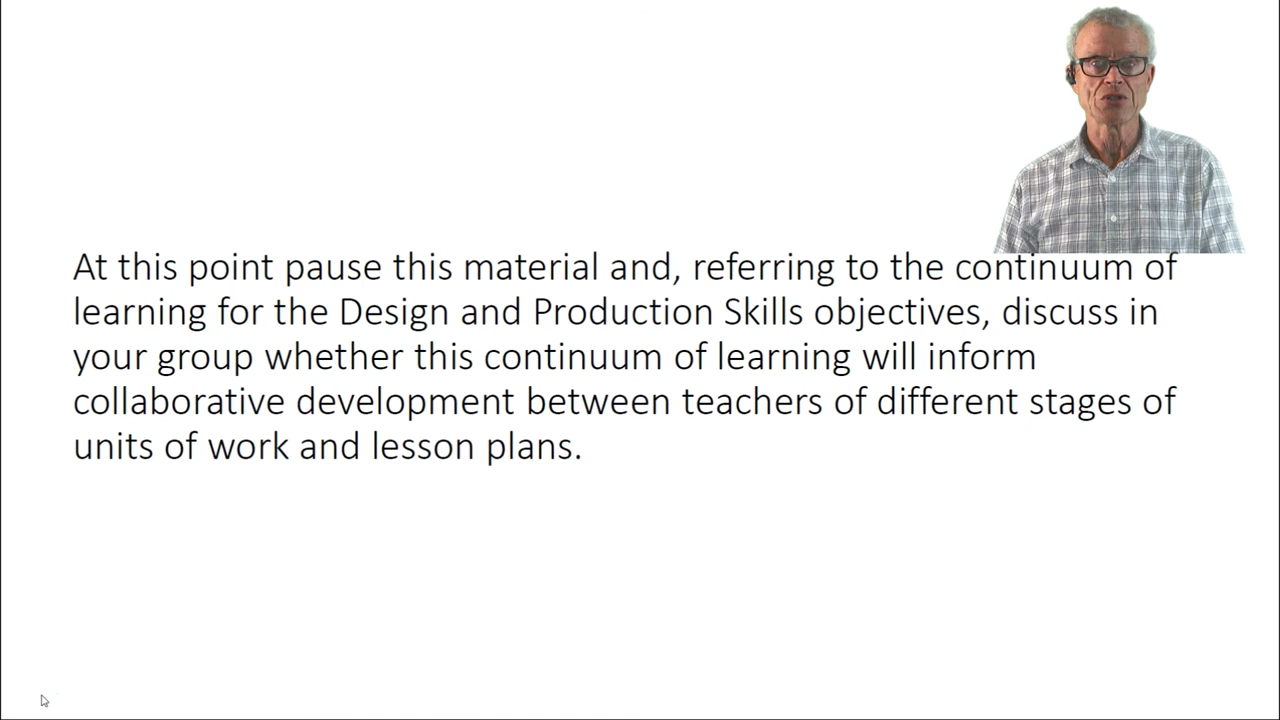 At this point pause this material and, referring to the continuum of
learning for the Design and Production Skills objectives, discuss in
your group whether this continuum of learning will inform
collaborative development between teachers of different stages of
units of work and lesson plans.